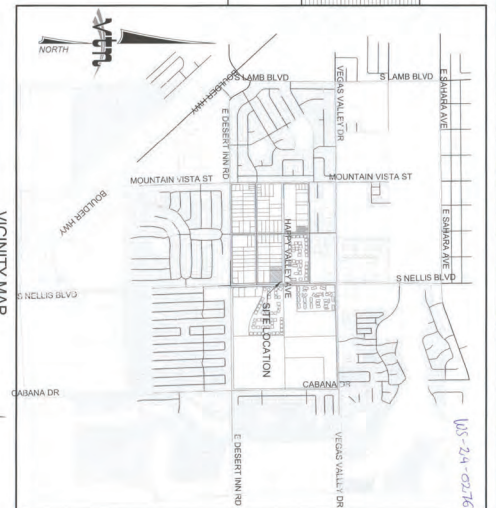 NORTH
S LAMB BLVD
BOULDER HWY
VEGAS VALLEY DR
S LAMB BLVD
E SAHARA AVE
E DESERT INN RD
MOUNTAIN VISTA ST
MOUNTAIN VISTA ST
BOULDER HWY
HAPPY VALLEY AVE
E SAHARA AVE
S NELLIS BLVD
S NELLIS BLVD
SITE LOCATION
CABANA DR
CABANA DR
E DESERT INN RD
VEGAS VALLEY DR
WS-24-0276
VICINITY MAP